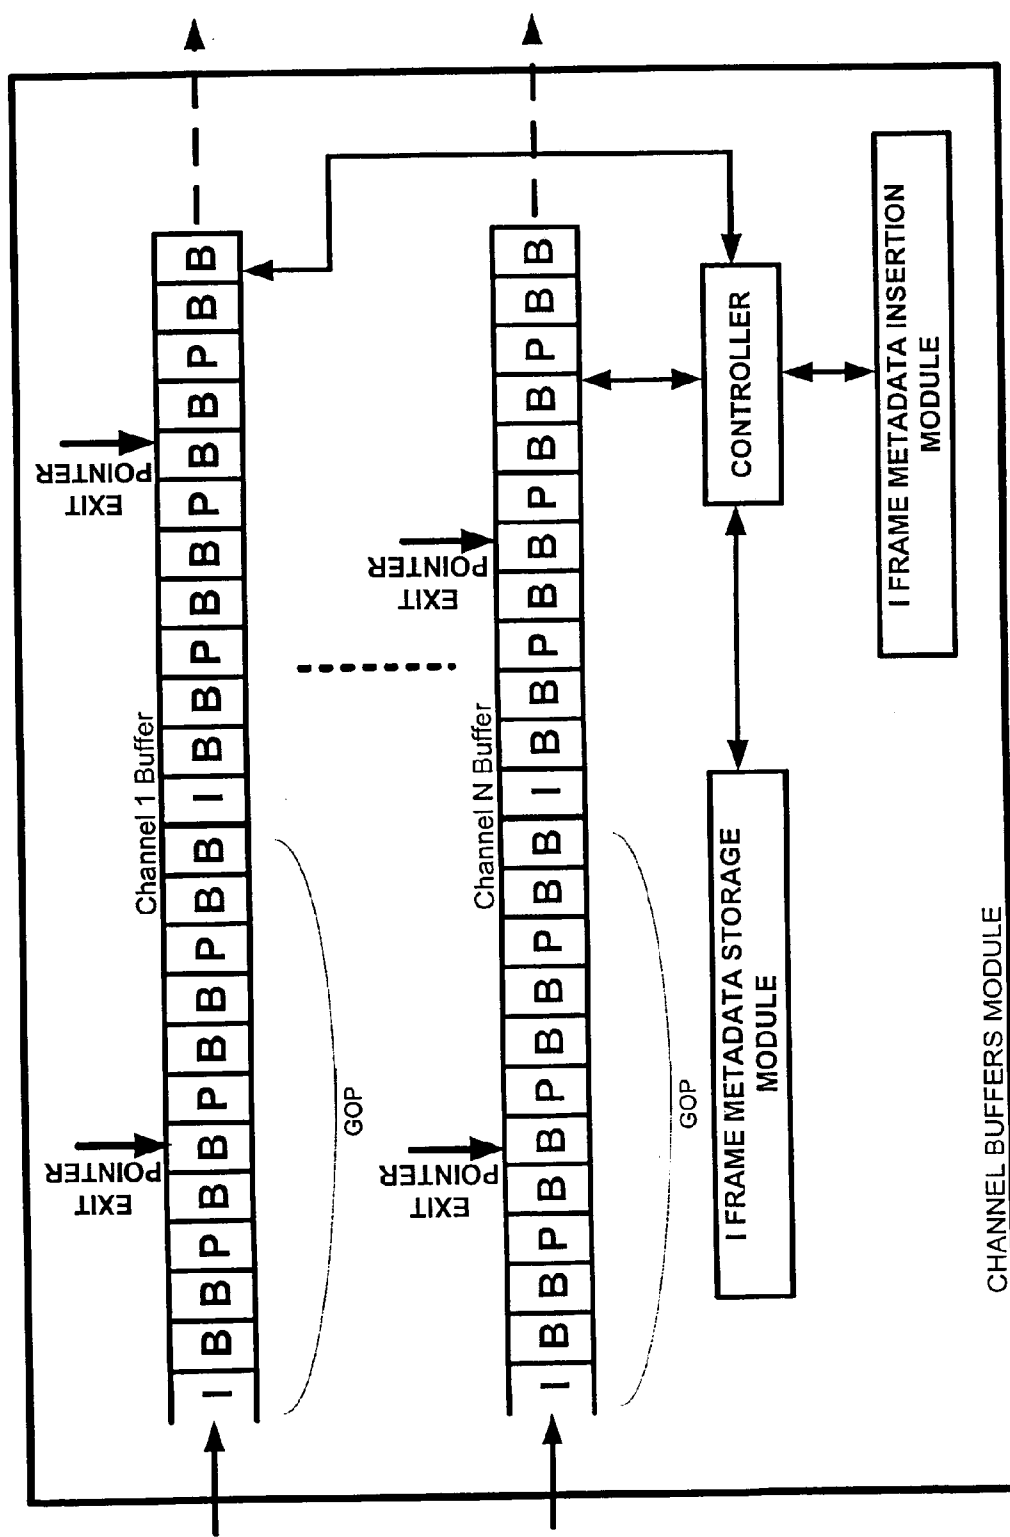 EXIT
POINTER
EXIT
POINTER
Channel 1 Buffer
I B B P B B P B B P B B I B B P B B P B B P B B
GOP
EXIT
POINTER
EXIT
POINTER
Channel N Buffer
I B B P B B P B B P B B I B B P B B P B B P B B
GOP
I FRAME METADATA STORAGE
MODULE
CONTROLLER
I FRAME METADATA INSERTION
MODULE
CHANNEL BUFFERS MODULE